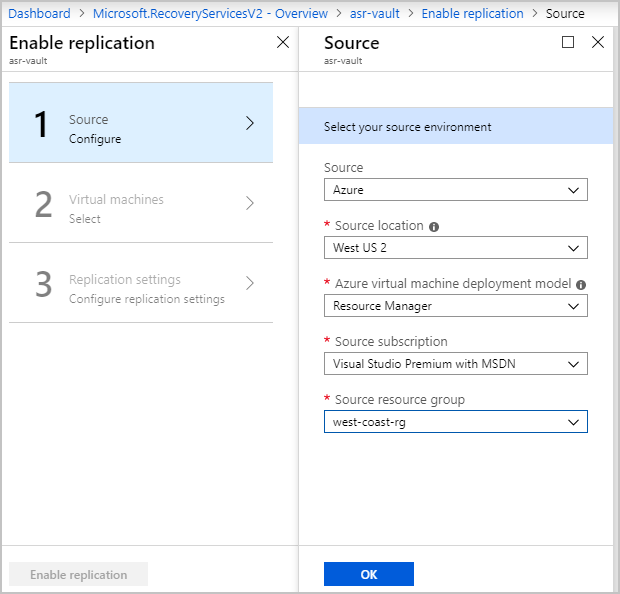 Dashboard > Microsoft.RecoveryServicesV2 - Overview > asr-vault > Enable replication > Source
Enable replication
asr-vault
1
Source
Configure
2
Virtual machines
Select
3
Replication settings
Configure replication settings
Enable replication
Source
asr-vault
Select your source environment
Source
Azure
* Source location
West US 2
* Azure virtual machine deployment model
Resource Manager
* Source subscription
Visual Studio Premium with MSDN
* Source resource group
west-coast-rg
OK